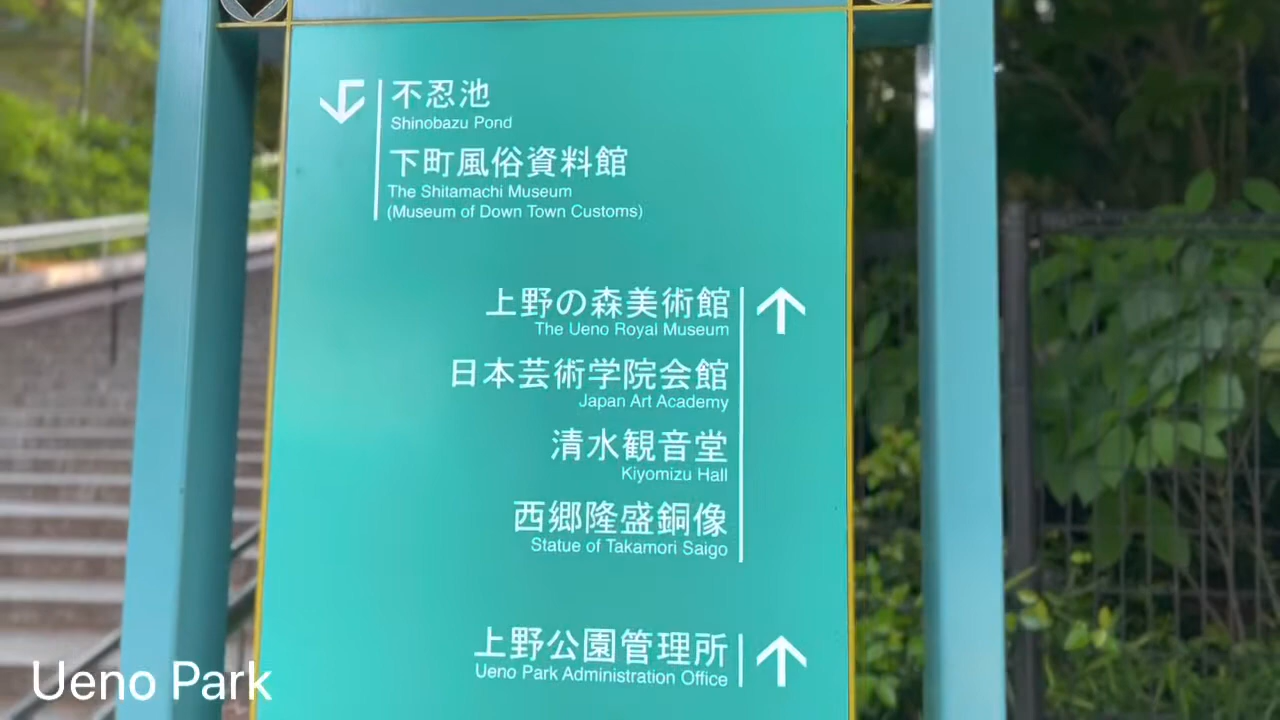 不忍池
Shinobazu Pond
下町風俗資料館
The Shitamachi Museum
(Museum of Down Town Customs)
上野の森美術館
The Ueno Royal Museum
日本芸術学院会館
Japan Art Academy
清水観音堂
Kiyomizu Hall
西郷隆盛銅像
Statue of Takamori Saigo
上野公園管理所
Ueno Park Administration Office
Ueno Park